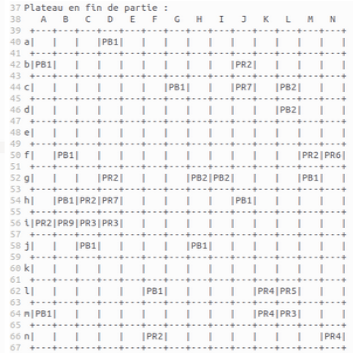 37 Plateau en fin de partie :
38    A   B   C   D   E   F   G   H   I   J   K   L   M   N
39  +---+---+---+---+---+---+---+---+---+---+---+---+---+---+
40 a|   |   |   |PB1|   |   |   |   |   |   |   |   |   |   |
41  +---+---+---+---+---+---+---+---+---+---+---+---+---+---+
42 b|PB1|   |   |   |   |   |   |   |   |PR2|   |   |   |   |
43  +---+---+---+---+---+---+---+---+---+---+---+---+---+---+
44 c|   |   |   |   |   |   |PB1|   |   |PR7|   |PB2|   |   |
45  +---+---+---+---+---+---+---+---+---+---+---+---+---+---+
46 d|   |   |   |   |   |   |   |   |   |   |   |PB2|   |   |
47  +---+---+---+---+---+---+---+---+---+---+---+---+---+---+
48 e|   |   |   |   |   |   |   |   |   |   |   |   |   |   |
49  +---+---+---+---+---+---+---+---+---+---+---+---+---+---+
50 f|   |PB1|   |   |   |   |   |   |   |   |   |   |PR2|PR6|
51  +---+---+---+---+---+---+---+---+---+---+---+---+---+---+
52 g|   |   |   |PR2|   |   |   |PB2|PB2|   |   |   |PB1|   |
53  +---+---+---+---+---+---+---+---+---+---+---+---+---+---+
54 h|   |PB1|PR2|PR7|   |   |   |   |   |PB1|   |   |   |   |
55  +---+---+---+---+---+---+---+---+---+---+---+---+---+---+
56 i|PR2|PR9|PR3|PR3|   |   |   |   |   |   |   |   |   |   |
57  +---+---+---+---+---+---+---+---+---+---+---+---+---+---+
58 j|   |   |PB1|   |   |   |   |PB1|   |   |   |   |   |   |
59  +---+---+---+---+---+---+---+---+---+---+---+---+---+---+
60 k|   |   |   |   |   |   |   |   |   |   |   |   |   |   |
61  +---+---+---+---+---+---+---+---+---+---+---+---+---+---+
62 l|   |   |   |   |   |PB1|   |   |   |   |PR4|PR5|   |   |
63  +---+---+---+---+---+---+---+---+---+---+---+---+---+---+
64 m|PB1|   |   |   |   |   |   |   |   |   |PR4|PR3|   |   |
65  +---+---+---+---+---+---+---+---+---+---+---+---+---+---+
66 n|   |   |   |   |   |PR2|   |   |   |   |   |   |   |PR4|
67  +---+---+---+---+---+---+---+---+---+---+---+---+---+---+